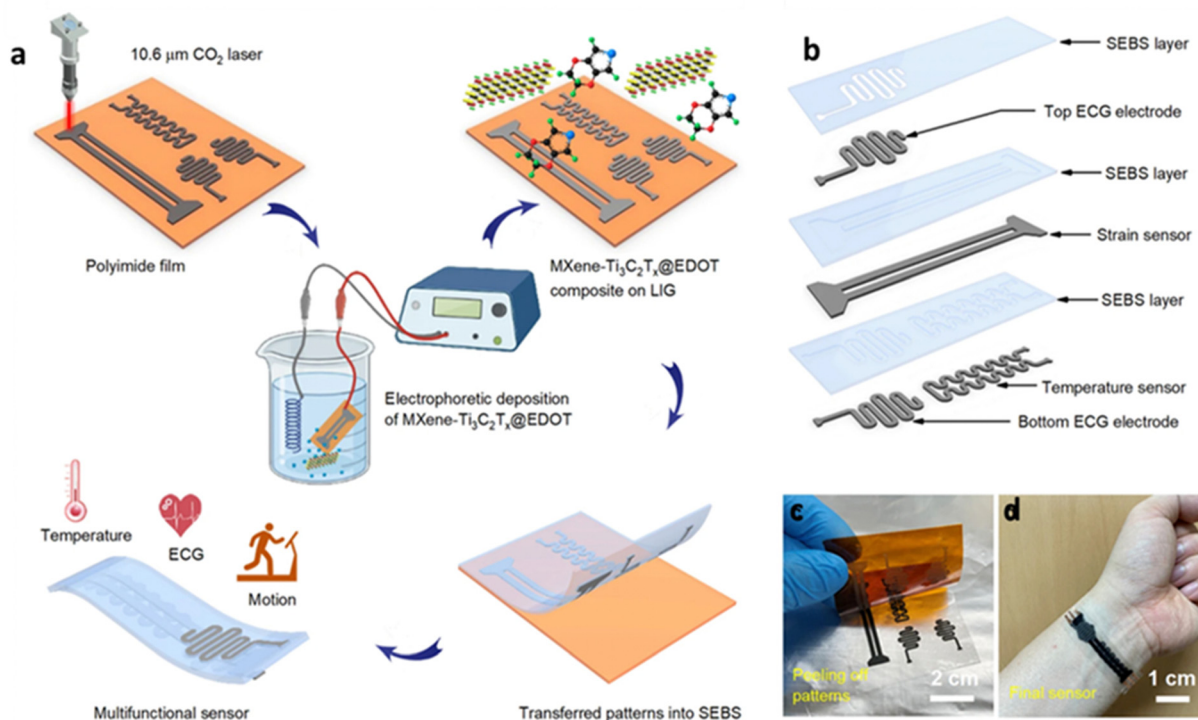 a
10.6 μm CO₂ laser
Polyimide film
MXene-Ti₃C₂Tₓ@EDOT
composite on LIG
Electrophoretic deposition
of MXene-Ti₃C₂Tₓ@EDOT
Temperature
ECG
Motion
Multifunctional sensor
Transferred patterns into SEBS
b
SEBS layer
Top ECG electrode
SEBS layer
Strain sensor
SEBS layer
Temperature sensor
Bottom ECG electrode
c
Peeling off
patterns
2 cm
d
Final sensor
1 cm